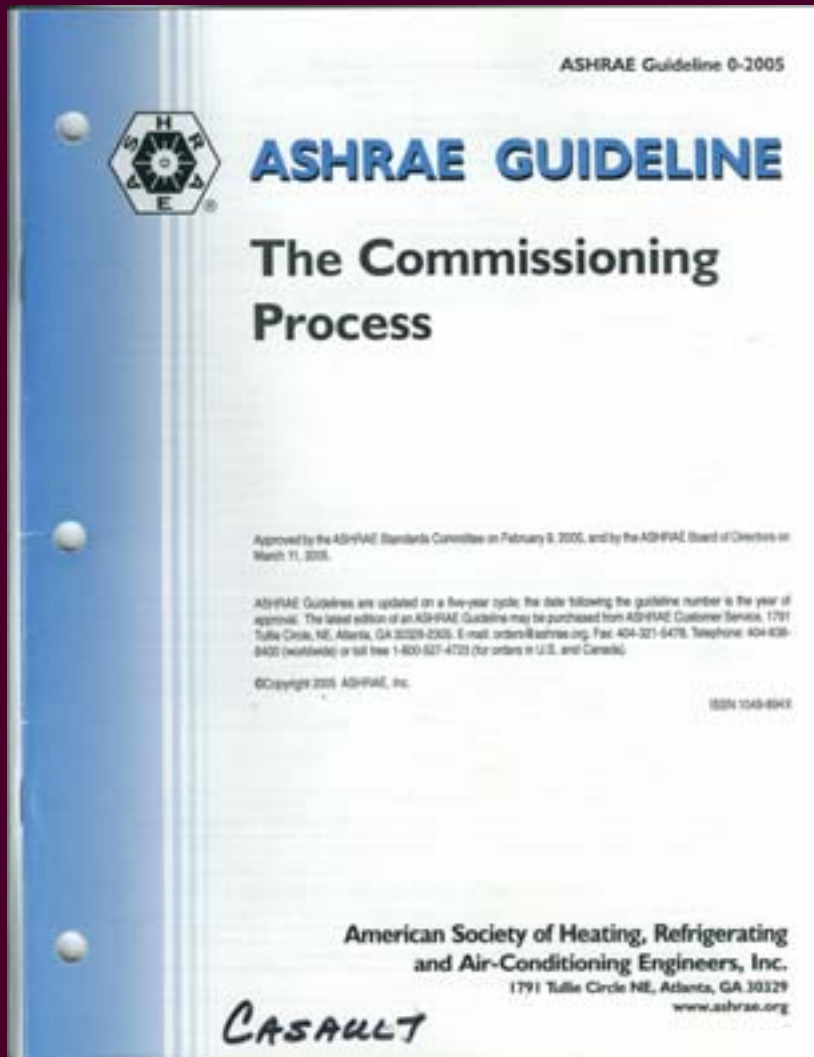 ASHRAE Guideline 0-2005
ASHRAE
®
ASHRAE GUIDELINE
The Commissioning
Process
Approved by the ASHRAE Standards Committee on February 9, 2005, and by the ASHRAE Board of Directors on
March 11, 2005.
ASHRAE Guidelines are updated on a five-year cycle; the date following the guideline number is the year of
approval. The latest edition of an ASHRAE Guideline may be purchased from ASHRAE Customer Service, 1791
Tullie Circle, NE, Atlanta, GA 30329-2305. E-mail: orders@ashrae.org. Fax: 404-321-5478. Telephone: 404-636-
8400 (worldwide) or toll free 1-800-527-4723 (for orders in U.S. and Canada).
©Copyright 2005 ASHRAE, Inc.
ISSN 1049-894X
American Society of Heating, Refrigerating
and Air-Conditioning Engineers, Inc.
1791 Tullie Circle NE, Atlanta, GA 30329
www.ashrae.org
CASAULT